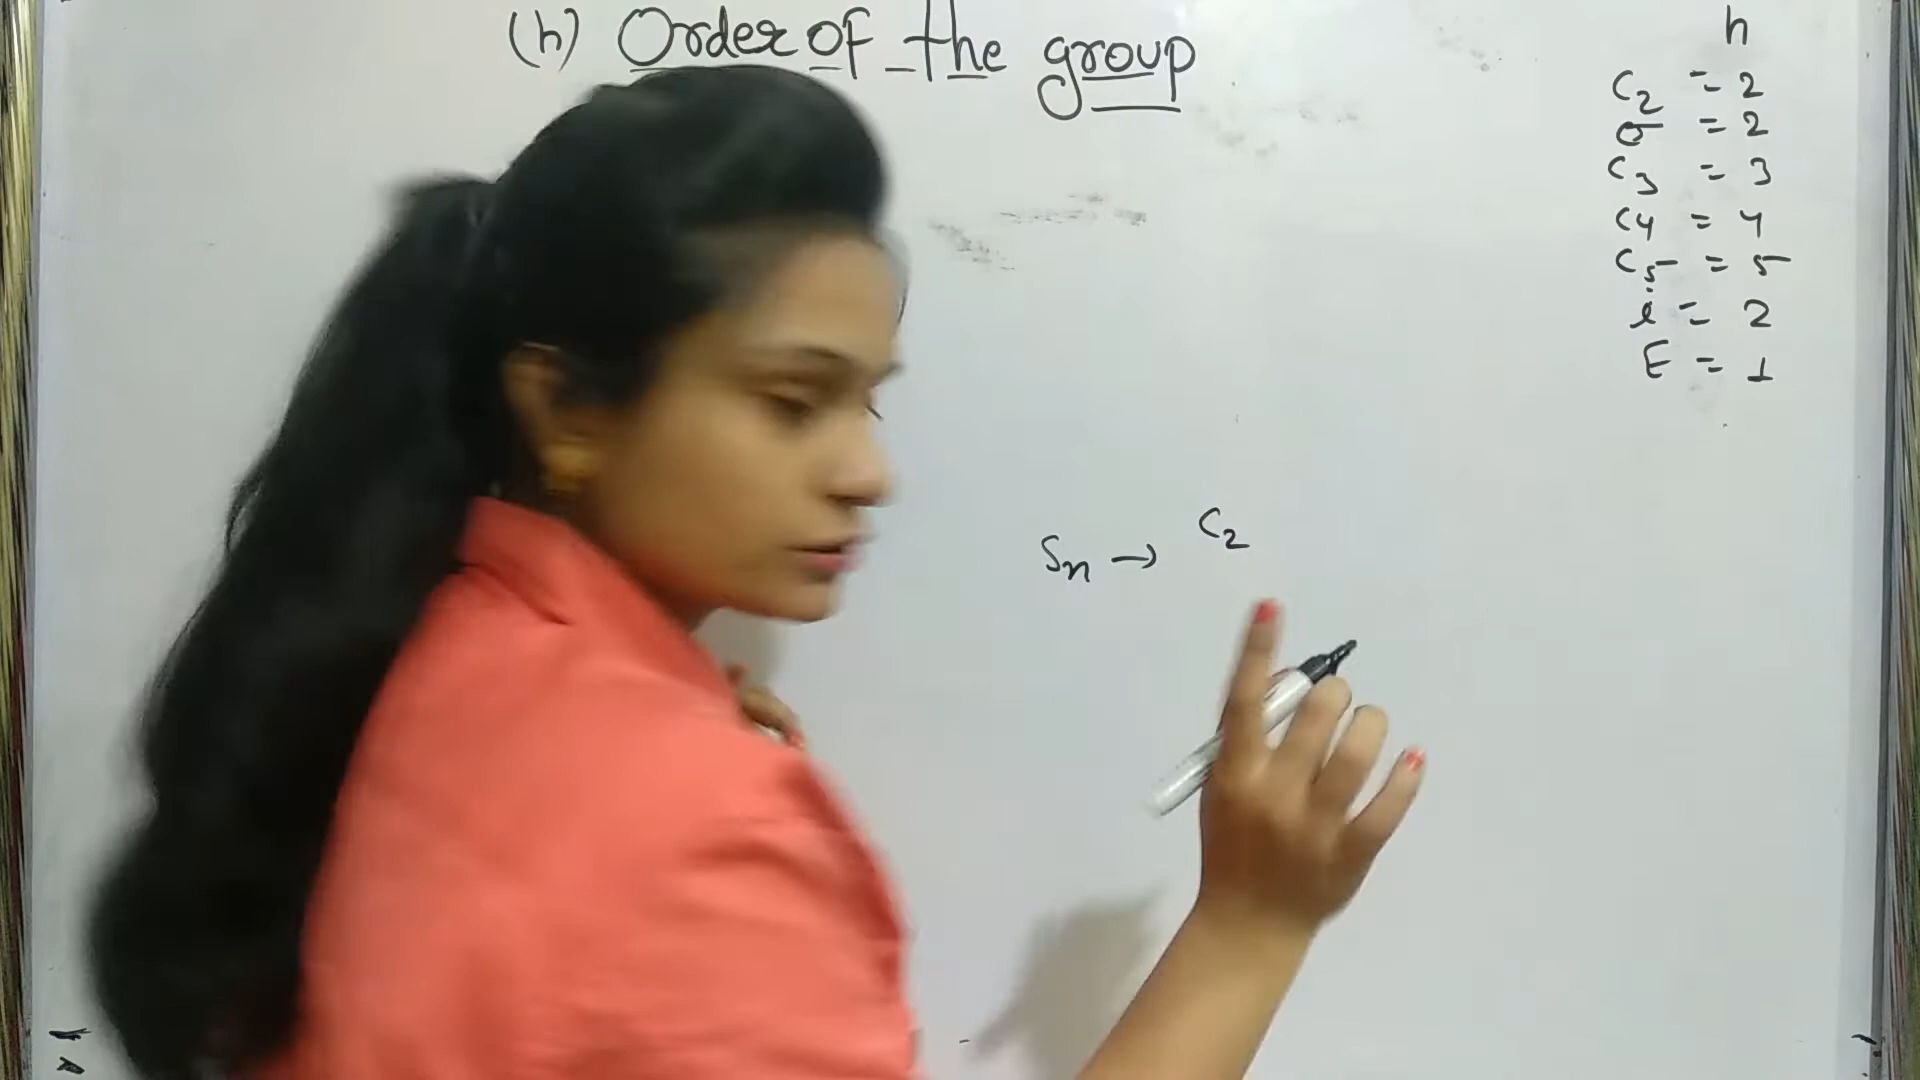 (h) Order of the group
h
C2 = 2
σ = 2
C3 = 3
C4 = 4
C5 = 5
i = 2
E = 1
Sn → C2